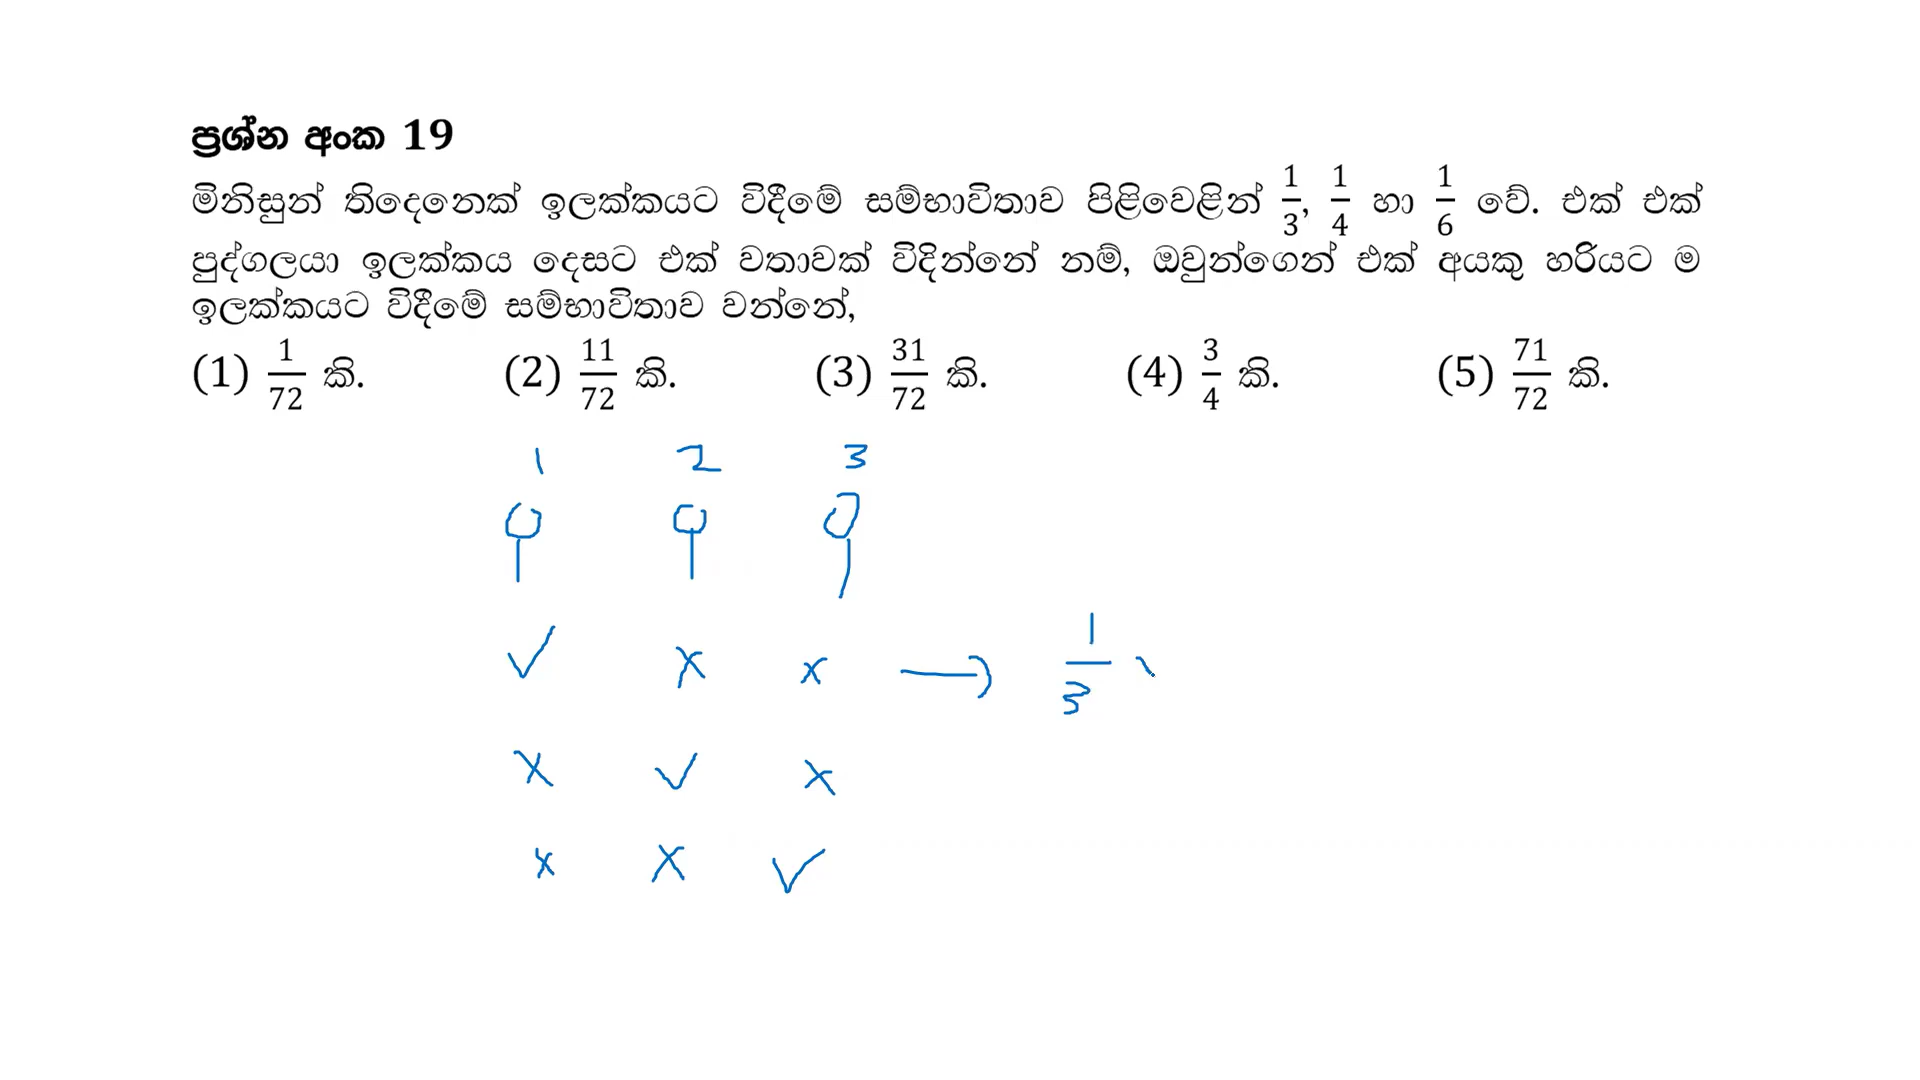 ප්‍රශ්න අංක 19
මිනිසුන් තිදෙනෙක් ඉලක්කයට විදීමේ සම්භාවිතාව පිළිවෙළින් 1/3, 1/4 හා 1/6 වේ. එක් එක්
පුද්ගලයා ඉලක්කය දෙසට එක් වතාවක් විදින්නේ නම්, ඔවුන්ගෙන් එක් අයකු හරියට ම
ඉලක්කයට විදීමේ සම්භාවිතාව වන්නේ,
(1) 1/72 කි. (2) 11/72 කි. (3) 31/72 කි. (4) 3/4 කි. (5) 71/72 කි.
1 2 3
✓ x x → 1/3
x ✓ x
x x ✓